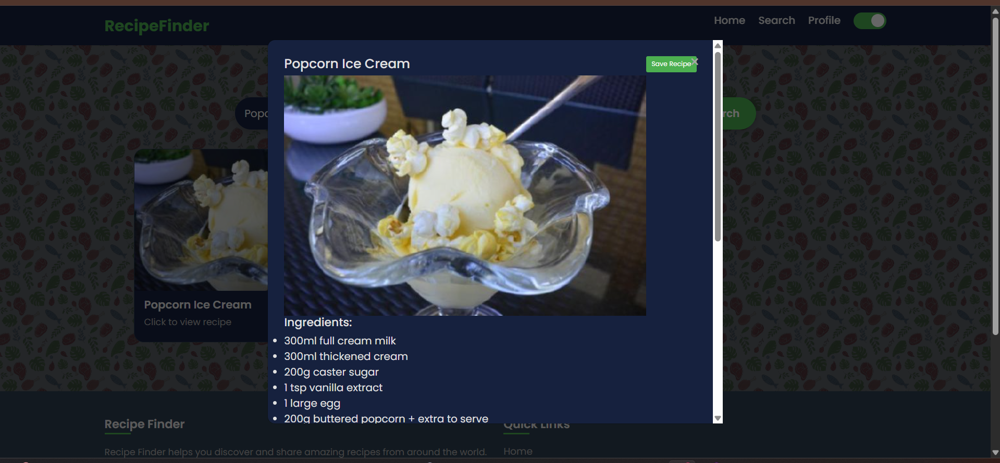 RecipeFinder
Home Search Profile
Popcorn Ice Cream
Save Recipe ×
Popcorn Ice Cream
Click to view recipe
Ingredients:
300ml full cream milk
300ml thickened cream
200g caster sugar
1 tsp vanilla extract
1 large egg
200g buttered popcorn + extra to serve
Recipe Finder
Recipe Finder helps you discover and share amazing recipes from around the world.
Quick Links
Home